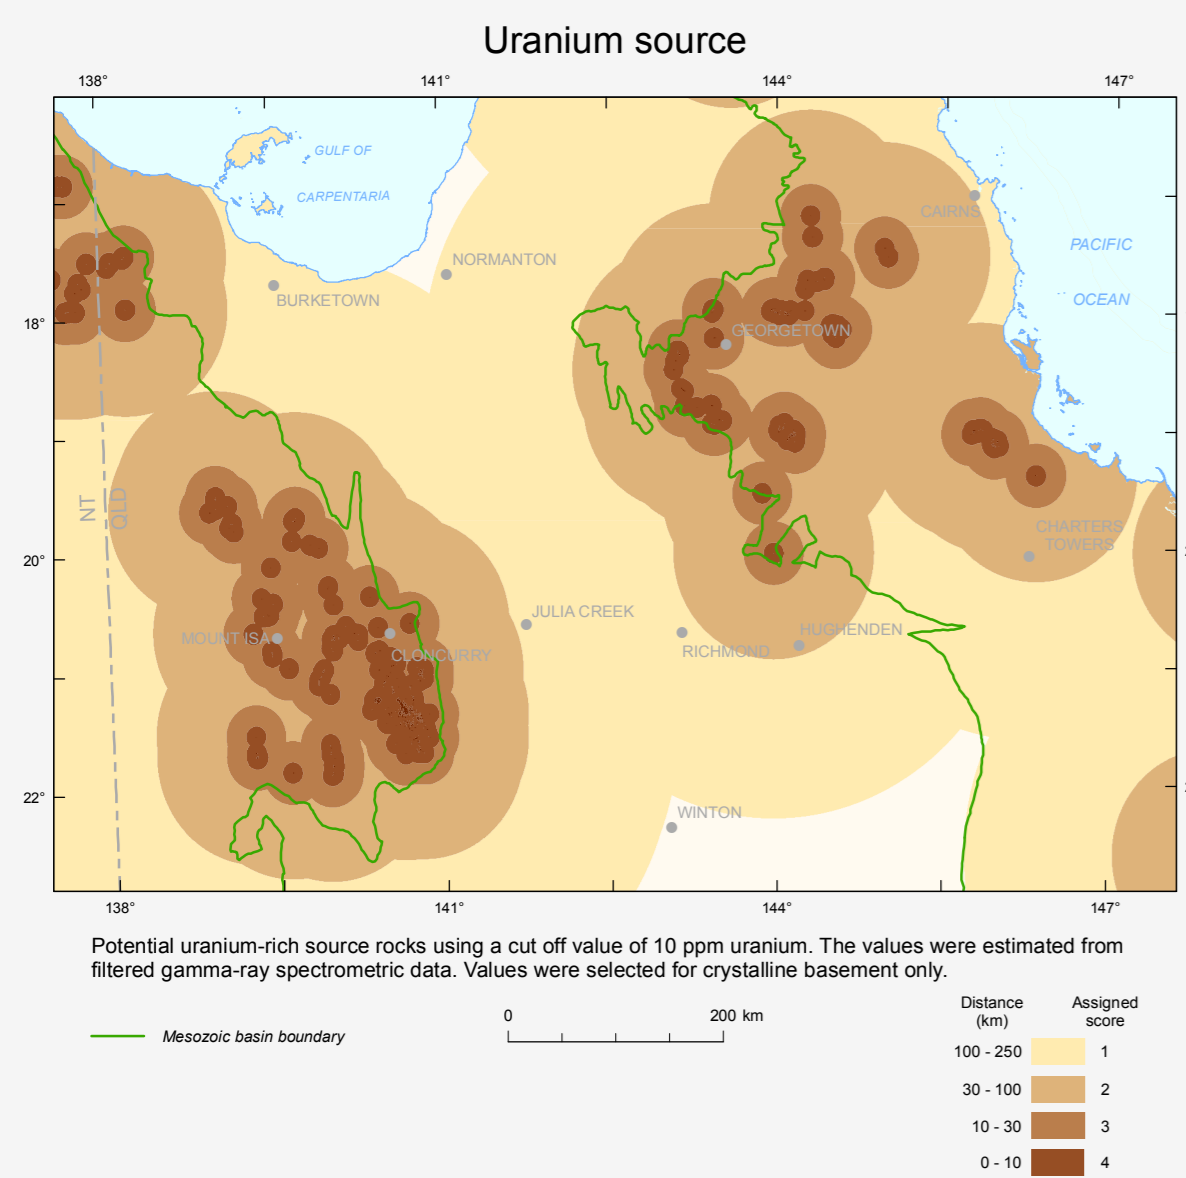 Uranium source
138°
141°
144°
147°
GULF OF
CARPENTARIA
CAIRNS
PACIFIC
OCEAN
NORMANTON
BURKETOWN
18°
GEORGETOWN
NT
QLD
CHARTERS
TOWERS
20°
JULIA CREEK
MOUNT ISA
CLONCURRY
RICHMOND
HUGHENDEN
22°
WINTON
138°
141°
144°
147°
Potential uranium-rich source rocks using a cut off value of 10 ppm uranium. The values were estimated from
filtered gamma-ray spectrometric data. Values were selected for crystalline basement only.
Mesozoic basin boundary
0 200 km
Distance Assigned
(km) score
100 - 250 1
30 - 100 2
10 - 30 3
0 - 10 4